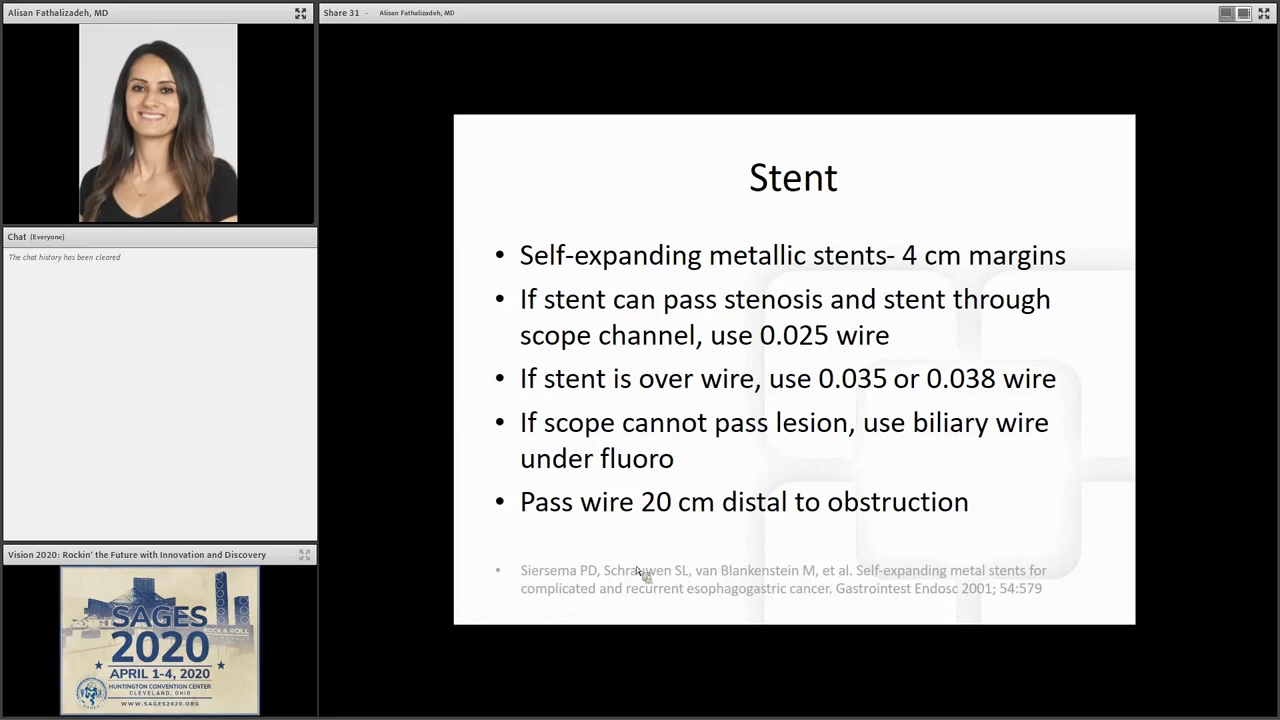 Alisan Fathalizadeh, MD
Share 31 - Alisan Fathalizadeh, MD
Chat (Everyone)
The chat history has been cleared
Vision 2020: Rockin' the Future with Innovation and Discovery
SAGES
ROCK & ROLL
2020
APRIL 1-4, 2020
HUNTINGTON CONVENTION CENTER
CLEVELAND, OHIO
WWW.SAGES2020.ORG
Stent
• Self-expanding metallic stents- 4 cm margins
• If stent can pass stenosis and stent through
scope channel, use 0.025 wire
• If stent is over wire, use 0.035 or 0.038 wire
• If scope cannot pass lesion, use biliary wire
under fluoro
• Pass wire 20 cm distal to obstruction
• Siersema PD, Schrauwen SL, van Blankenstein M, et al. Self-expanding metal stents for
complicated and recurrent esophagogastric cancer. Gastrointest Endosc 2001; 54:579